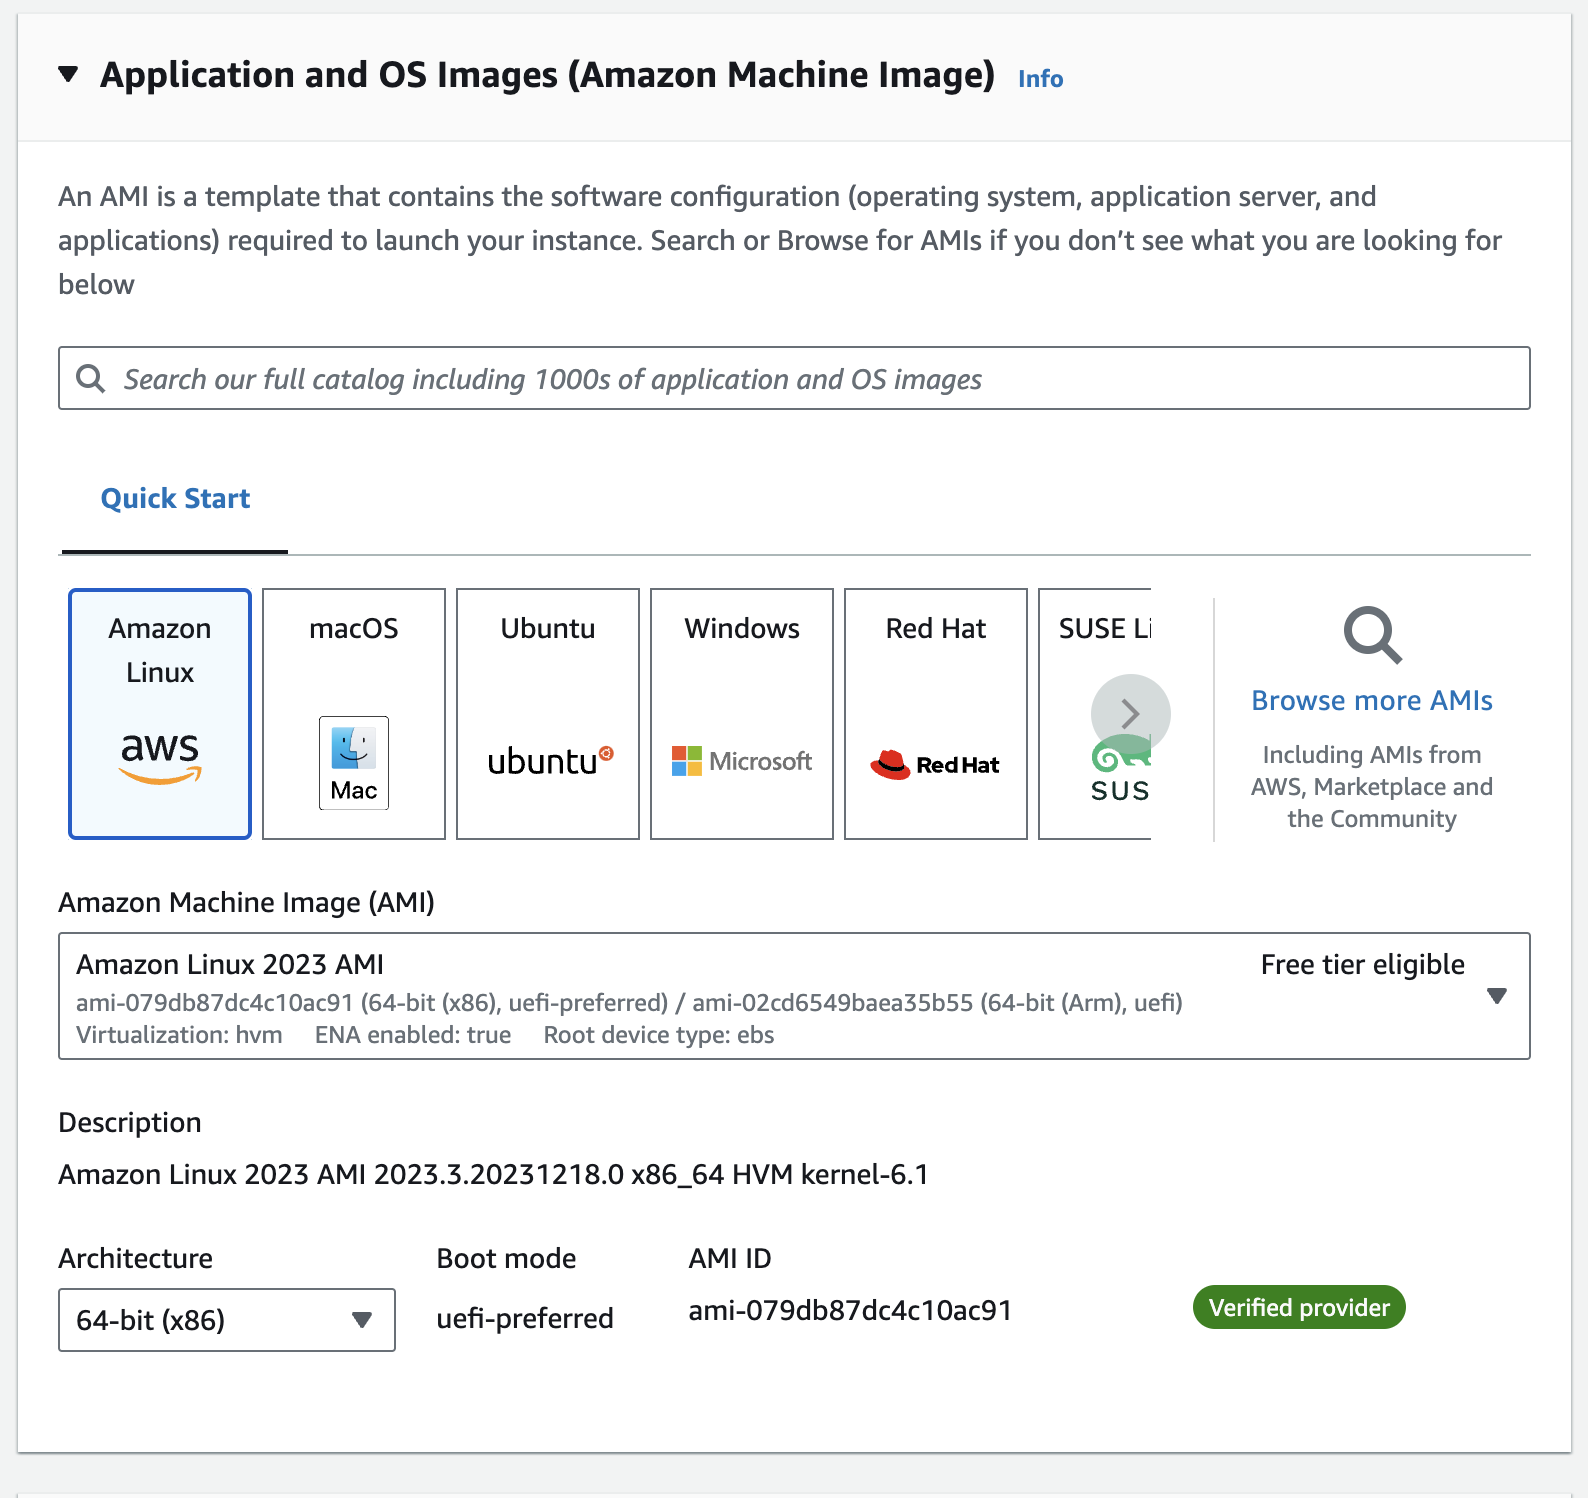 Application and OS Images (Amazon Machine Image) Info
An AMI is a template that contains the software configuration (operating system, application server, and
applications) required to launch your instance. Search or Browse for AMIs if you don’t see what you are looking for
below
Search our full catalog including 1000s of application and OS images
Quick Start
Amazon
Linux
aws
macOS
Mac
Ubuntu
ubuntu
Windows
Microsoft
Red Hat
Red Hat
SUSE Li
SUS
Browse more AMIs
Including AMIs from
AWS, Marketplace and
the Community
Amazon Machine Image (AMI)
Amazon Linux 2023 AMI
Free tier eligible
ami-079db87dc4c10ac91 (64-bit (x86), uefi-preferred) / ami-02cd6549baea35b55 (64-bit (Arm), uefi)
Virtualization: hvm ENA enabled: true Root device type: ebs
Description
Amazon Linux 2023 AMI 2023.3.20231218.0 x86_64 HVM kernel-6.1
Architecture
64-bit (x86)
Boot mode
uefi-preferred
AMI ID
ami-079db87dc4c10ac91
Verified provider